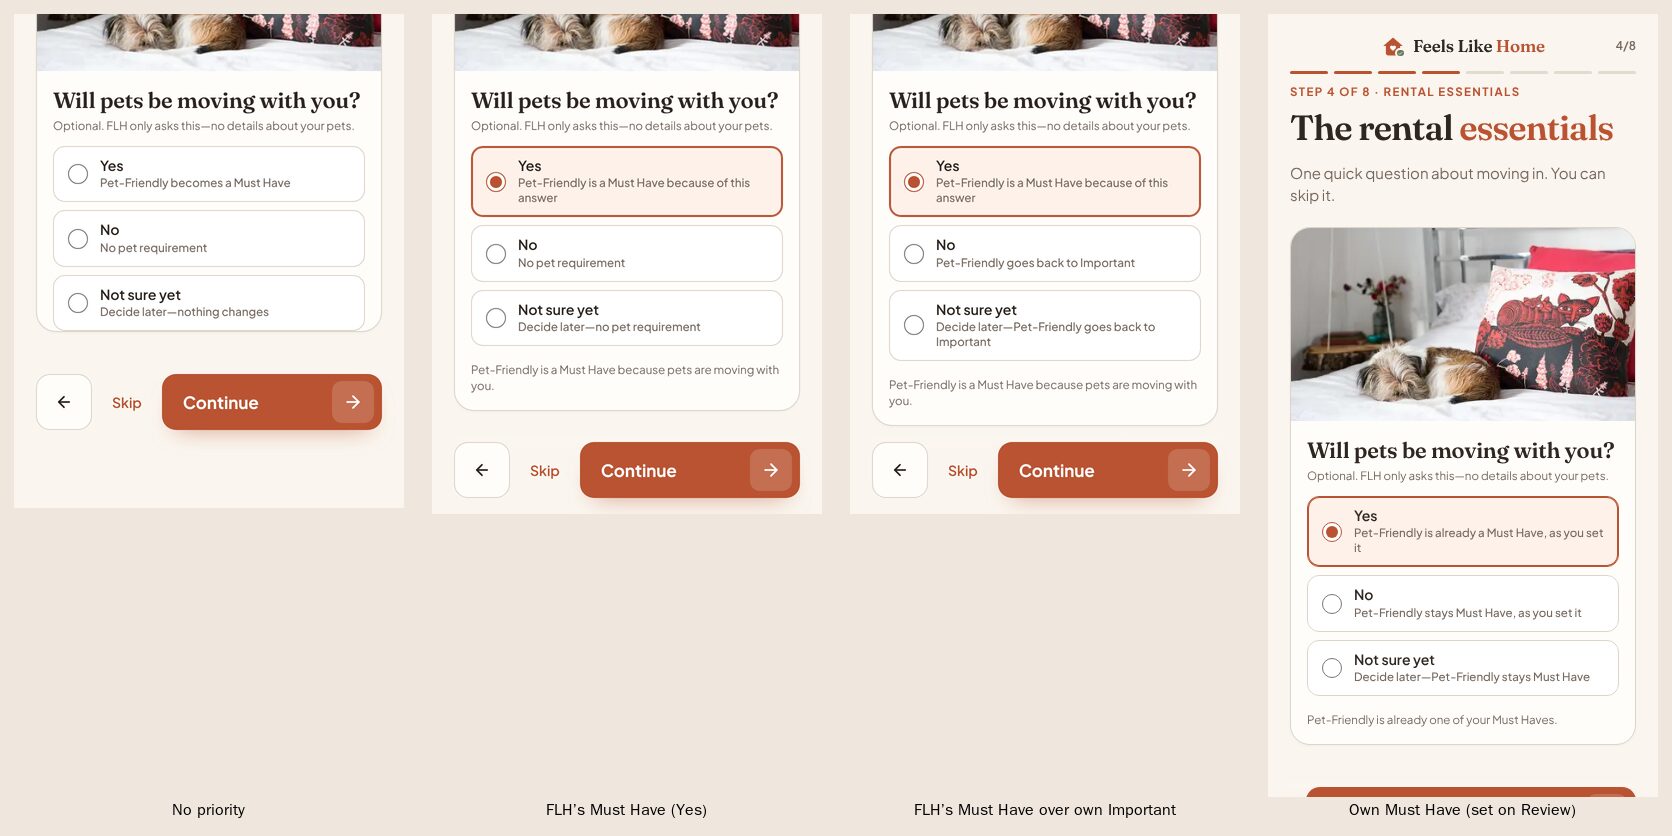 Will pets be moving with you?
Optional. FLH only asks this—no details about your pets.
Yes
Pet-Friendly becomes a Must Have
No
No pet requirement
Not sure yet
Decide later—nothing changes
Skip
Continue
No priority
Will pets be moving with you?
Optional. FLH only asks this—no details about your pets.
Yes
Pet-Friendly is a Must Have because of this
answer
No
No pet requirement
Not sure yet
Decide later—no pet requirement
Pet-Friendly is a Must Have because pets are moving with
you.
Skip
Continue
FLH's Must Have (Yes)
Will pets be moving with you?
Optional. FLH only asks this—no details about your pets.
Yes
Pet-Friendly is a Must Have because of this
answer
No
Pet-Friendly goes back to Important
Not sure yet
Decide later—Pet-Friendly goes back to
Important
Pet-Friendly is a Must Have because pets are moving with
you.
Skip
Continue
FLH's Must Have over own Important
Feels Like Home
4/8
STEP 4 OF 8 · RENTAL ESSENTIALS
The rental essentials
One quick question about moving in. You can
skip it.
Will pets be moving with you?
Optional. FLH only asks this—no details about your pets.
Yes
Pet-Friendly is already a Must Have, as you set
it
No
Pet-Friendly stays Must Have, as you set it
Not sure yet
Decide later—Pet-Friendly stays Must Have
Pet-Friendly is already one of your Must Haves.
Own Must Have (set on Review)